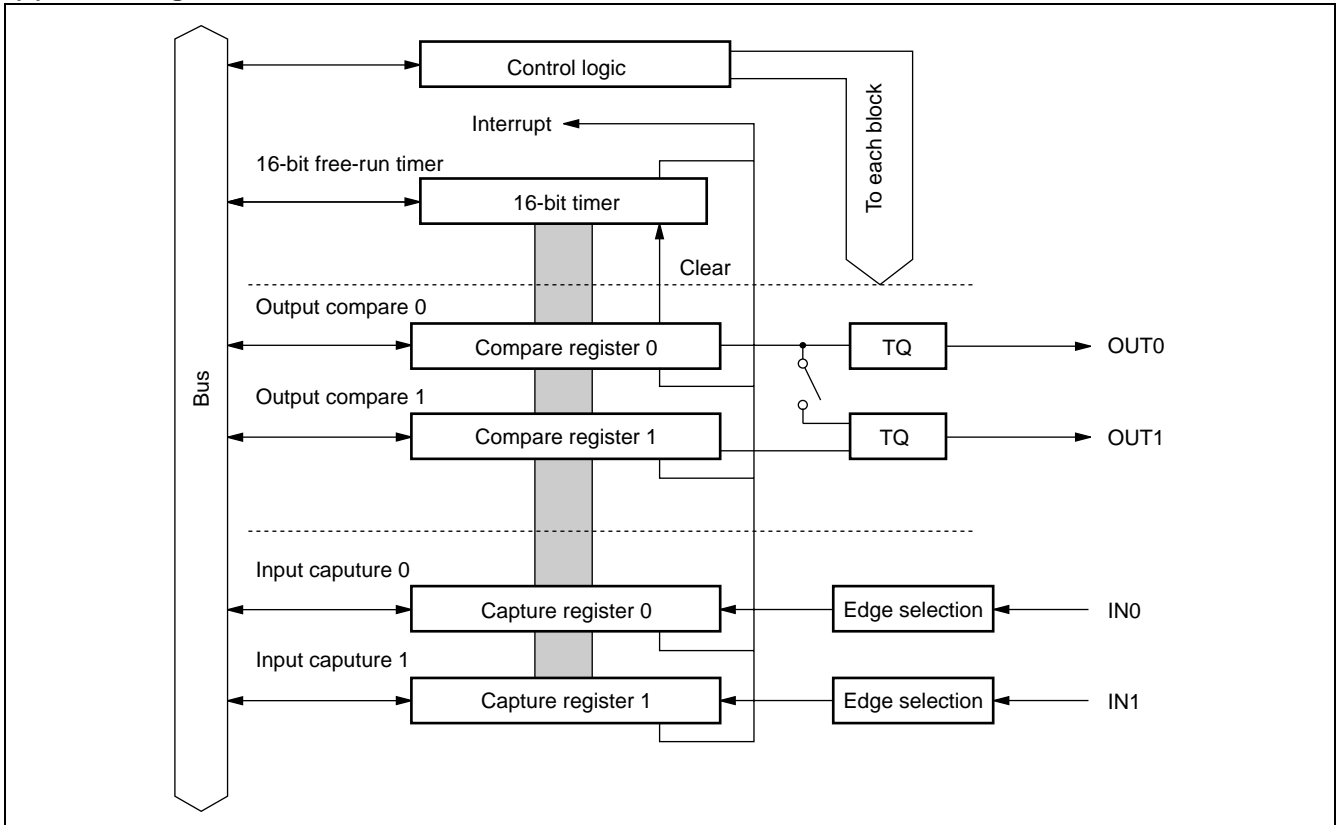 Control logic
Interrupt
To each block
16-bit free-run timer
16-bit timer
Clear
Output compare 0
Compare register 0
TQ
OUT0
Bus
Output compare 1
Compare register 1
TQ
OUT1
Input caputure 0
Capture register 0
Edge selection
IN0
Input caputure 1
Capture register 1
Edge selection
IN1